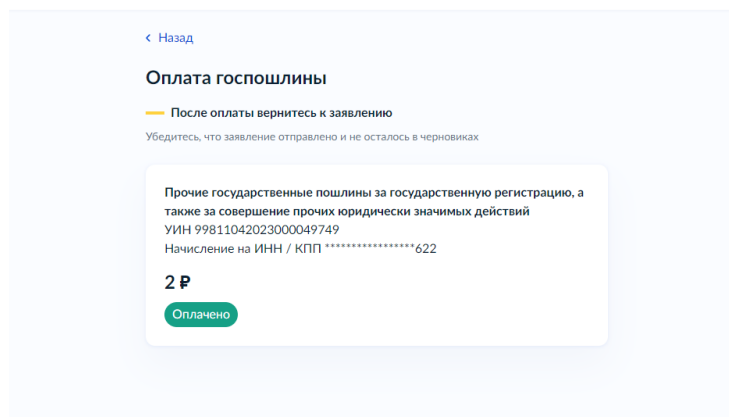 Назад
Оплата госпошлины
После оплаты вернитесь к заявлению
Убедитесь, что заявление отправлено и не осталось в черновиках
Прочие государственные пошлины за государственную регистрацию, а
также за совершение прочих юридически значимых действий
УИН 99811042023000049749
Начисление на ИНН / КПП *****************622
2 ₽
Оплачено